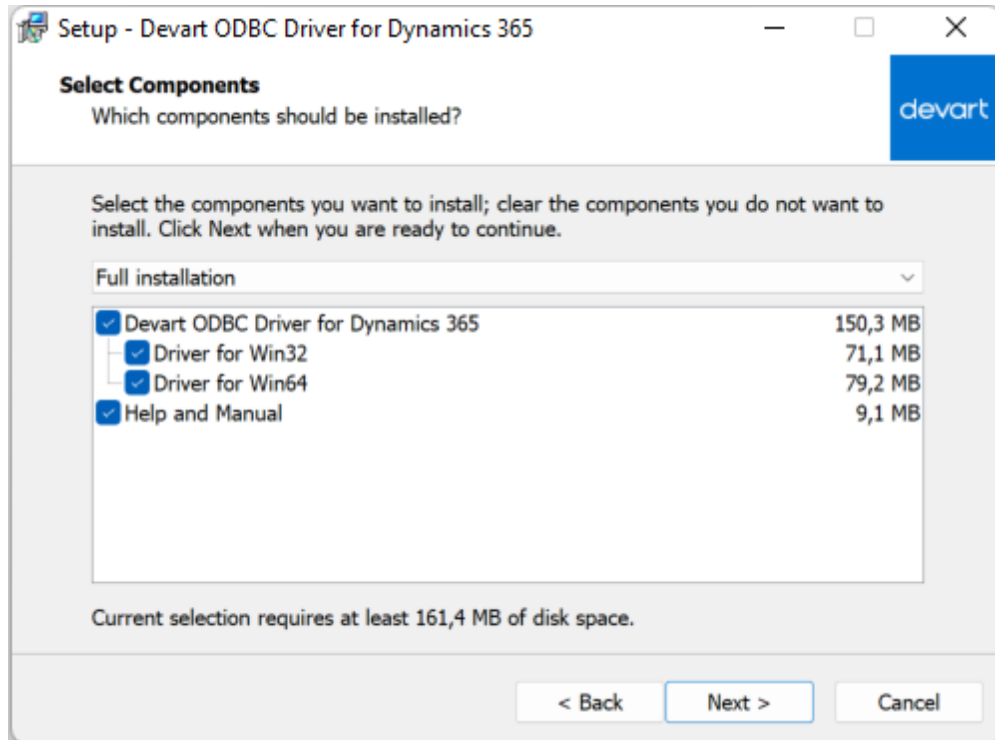 Setup - Devart ODBC Driver for Dynamics 365
Select Components
Which components should be installed?
devart
Select the components you want to install; clear the components you do not want to
install. Click Next when you are ready to continue.
Full installation
Devart ODBC Driver for Dynamics 365 150,3 MB
Driver for Win32 71,1 MB
Driver for Win64 79,2 MB
Help and Manual 9,1 MB
Current selection requires at least 161,4 MB of disk space.
< Back Next > Cancel